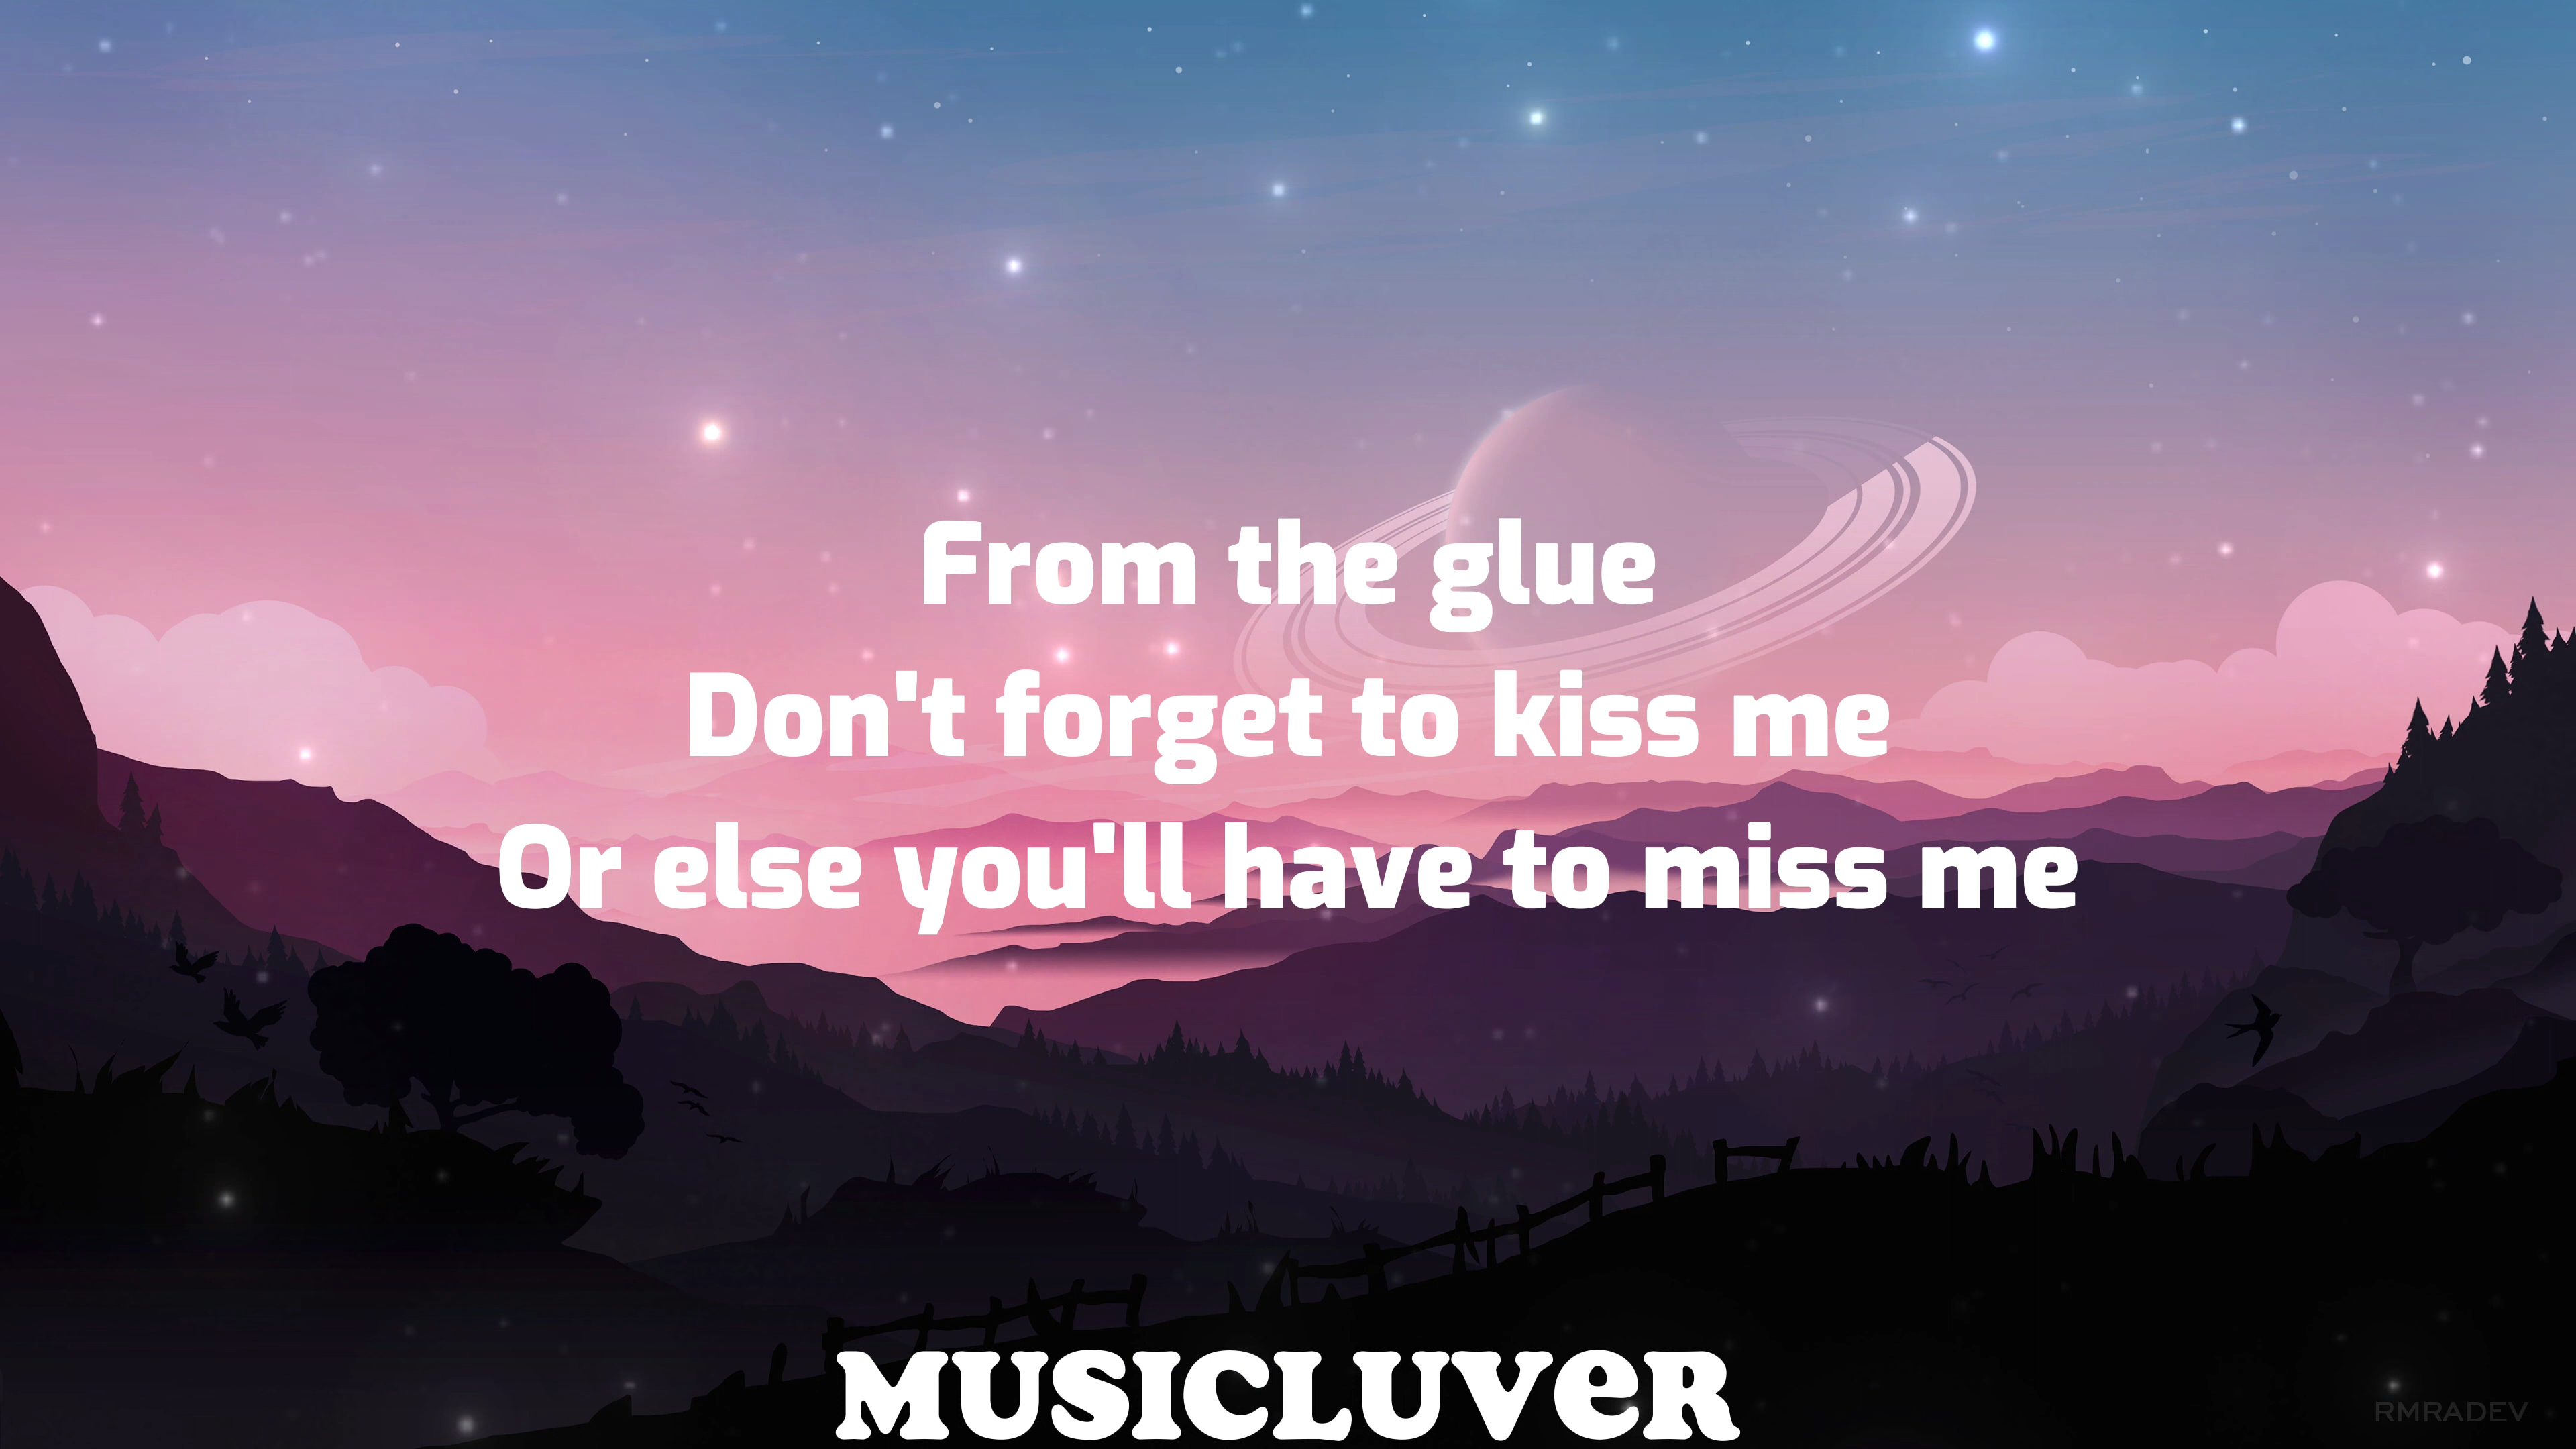 From the glue
Don't forget to kiss me
Or else you'll have to miss me
MUSICLUVeR
RMRADEV